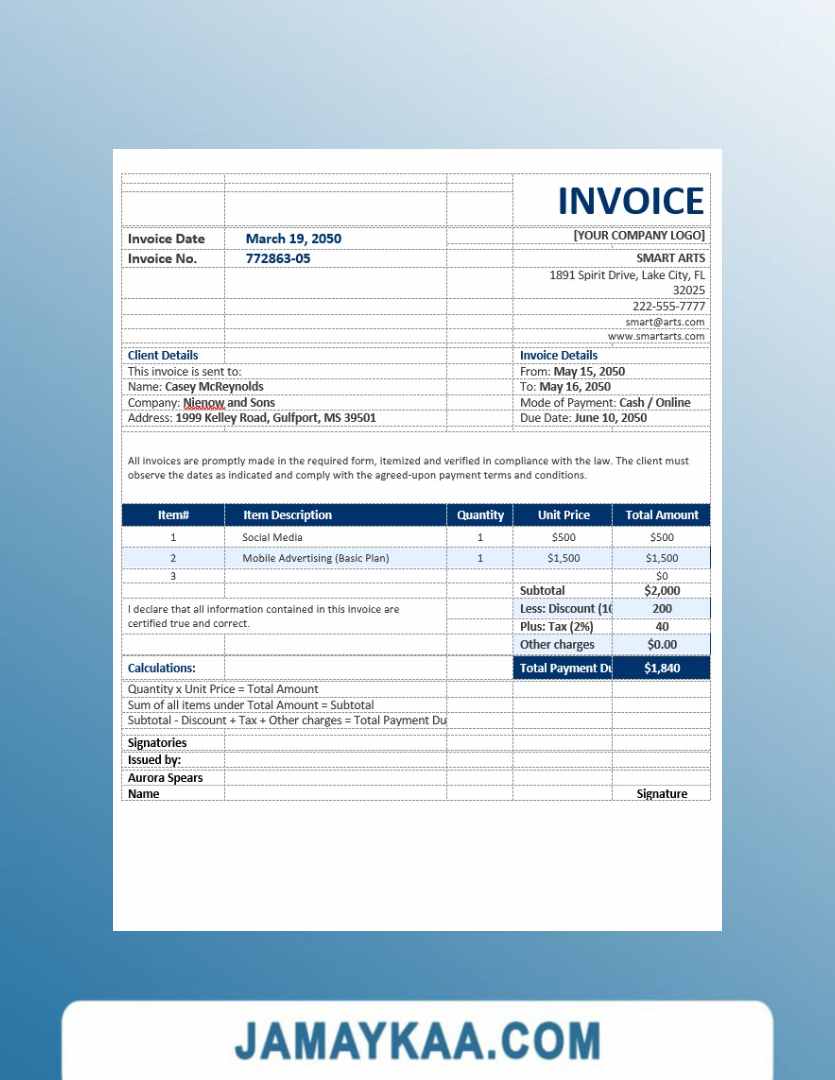 INVOICE
[YOUR COMPANY LOGO]
Invoice Date March 19, 2050
Invoice No. 772863-05
SMART ARTS
1891 Spirit Drive, Lake City, FL
32025
222-555-7777
smart@arts.com
www.smartarts.com
Client Details Invoice Details
This invoice is sent to: From: May 15, 2050
Name: Casey McReynolds To: May 16, 2050
Company: Nienow and Sons Mode of Payment: Cash / Online
Address: 1999 Kelley Road, Gulfport, MS 39501 Due Date: June 10, 2050
All invoices are promptly made in the required form, itemized and verified in compliance with the law. The client must
observe the dates as indicated and comply with the agreed-upon payment terms and conditions.
Item# Item Description Quantity Unit Price Total Amount
1 Social Media 1 $500 $500
2 Mobile Advertising (Basic Plan) 1 $1,500 $1,500
3 $0
Subtotal $2,000
I declare that all information contained in this Invoice are
certified true and correct.
Less: Discount (10 200
Plus: Tax (2%) 40
Other charges $0.00
Calculations: Total Payment Du $1,840
Quantity x Unit Price = Total Amount
Sum of all items under Total Amount = Subtotal
Subtotal - Discount + Tax + Other charges = Total Payment Du
Signatories
Issued by:
Aurora Spears
Name Signature
JAMAYKAA.COM